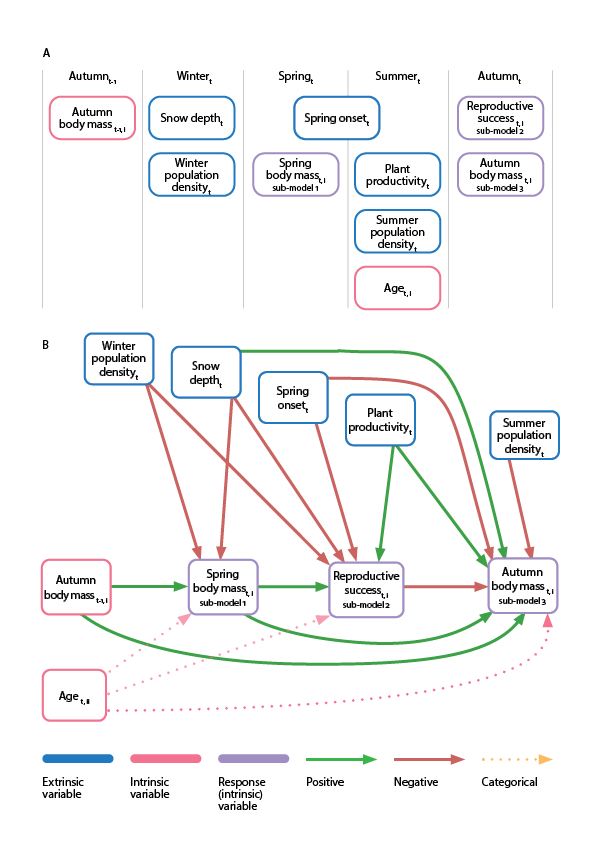 A
Autumn t-1
Winter t
Spring t
Summer t
Autumn t
Autumn
body mass t-1, i
Snow depth t
Spring onset t
Reproductive
success t, i
sub-model 2
Winter
population
density t
Spring
body mass t, i
sub-model 1
Plant
productivity t
Autumn
body mass t, i
sub-model 3
Summer
population
density t
Age t, i
B
Winter
population
density t
Snow
depth t
Spring
onset t
Plant
productivity t
Summer
population
density t
Autumn
body mass t-1, i
Spring
body mass t, i
sub-model 1
Reproductive
success t, i
sub-model 2
Autumn
body mass t, i
sub-model 3
Age t, ii
Extrinsic
variable
Intrinsic
variable
Response
(intrinsic)
variable
Positive
Negative
Categorical